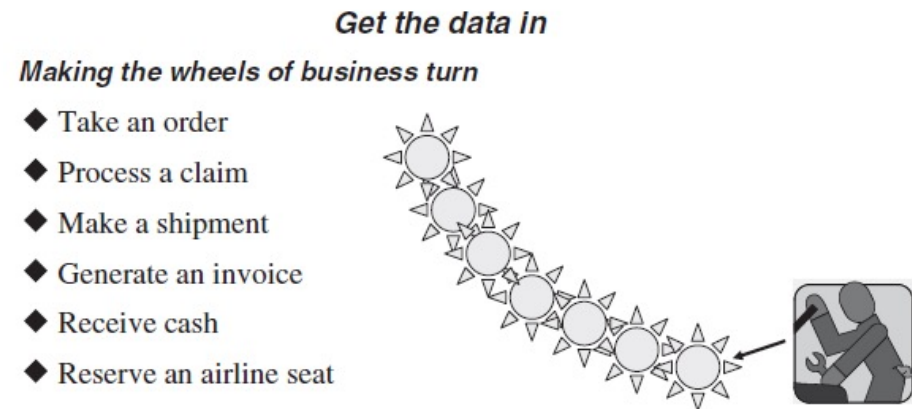 Get the data in
Making the wheels of business turn
◆ Take an order
◆ Process a claim
◆ Make a shipment
◆ Generate an invoice
◆ Receive cash
◆ Reserve an airline seat